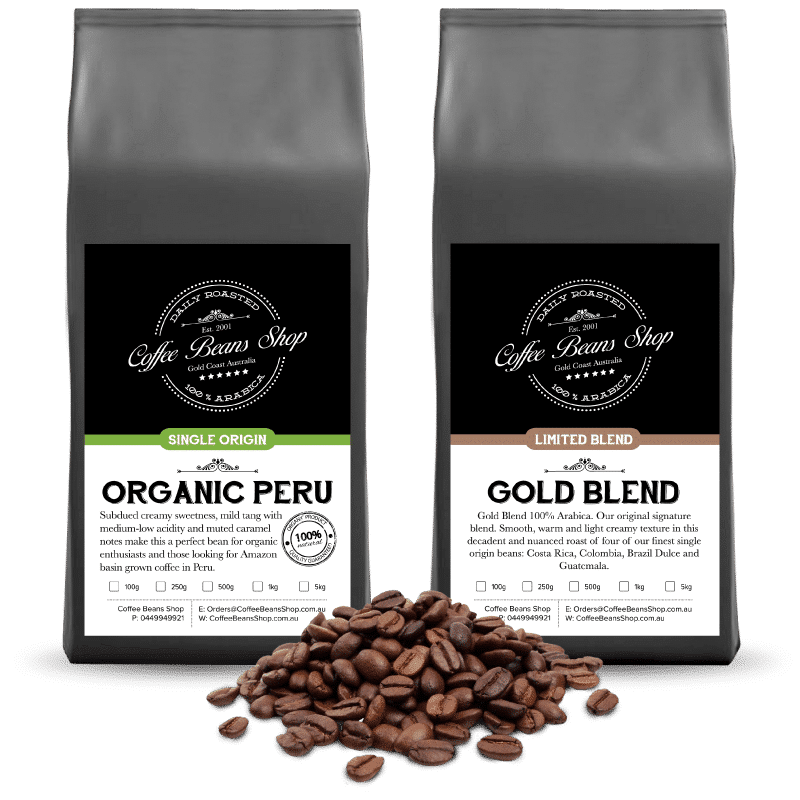 DAILY ROASTED
Est. 2001
Coffee Beans Shop
Gold Coast Australia
100% ARABICA
SINGLE ORIGIN
ORGANIC PERU
Subdued creamy sweetness, mild tang with
medium-low acidity and muted caramel
notes make this a perfect bean for organic
enthusiasts and those looking for Amazon
basin grown coffee in Peru.
ORGANIC PRODUCT
100%
natural
QUALITY GUARANTEED
100g 250g 500g 1kg 5kg
Coffee Beans Shop E: Orders@CoffeeBeansShop.com.au
P: 0449949921 W: CoffeeBeansShop.com.au
DAILY ROASTED
Est. 2001
Coffee Beans Shop
Gold Coast Australia
100% ARABICA
LIMITED BLEND
GOLD BLEND
Gold Blend 100% Arabica. Our original signature
blend. Smooth, warm and light creamy texture in this
decadent and nuanced roast of four of our finest single
origin beans: Costa Rica, Colombia, Brazil Dulce and
Guatemala.
100g 250g 500g 1kg 5kg
Coffee Beans Shop E: Orders@CoffeeBeansShop.com.au
P: 0449949921 W: CoffeeBeansShop.com.au